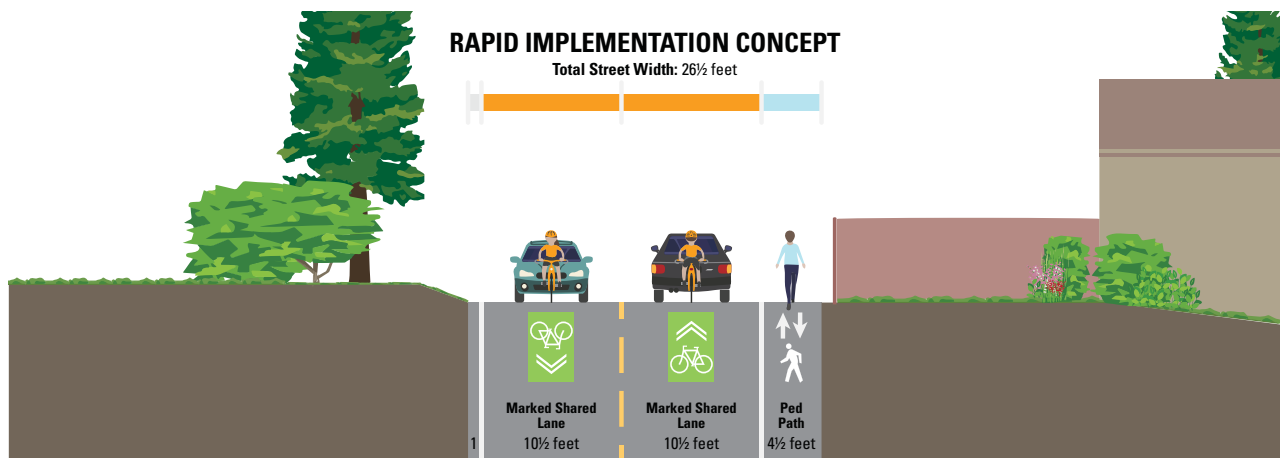 RAPID IMPLEMENTATION CONCEPT
Total Street Width: 26½ feet
Marked Shared
Lane
10½ feet
Marked Shared
Lane
10½ feet
Ped
Path
4½ feet
1